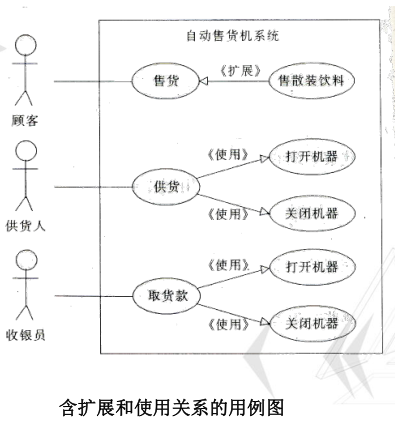 自动售货机系统
顾客
售货
《扩展》
售散装饮料
供货人
供货
《使用》
打开机器
《使用》
关闭机器
收银员
取货款
《使用》
打开机器
《使用》
关闭机器
含扩展和使用关系的用例图